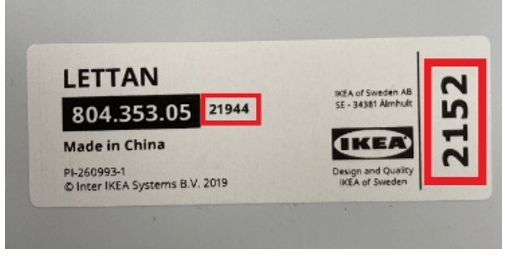 LETTAN
804.353.05 21944
Made in China
PI-260993-1
© Inter IKEA Systems B.V. 2019
IKEA of Sweden AB
SE - 34381 Älmhult
IKEA
Design and Quality
IKEA of Sweden
2152